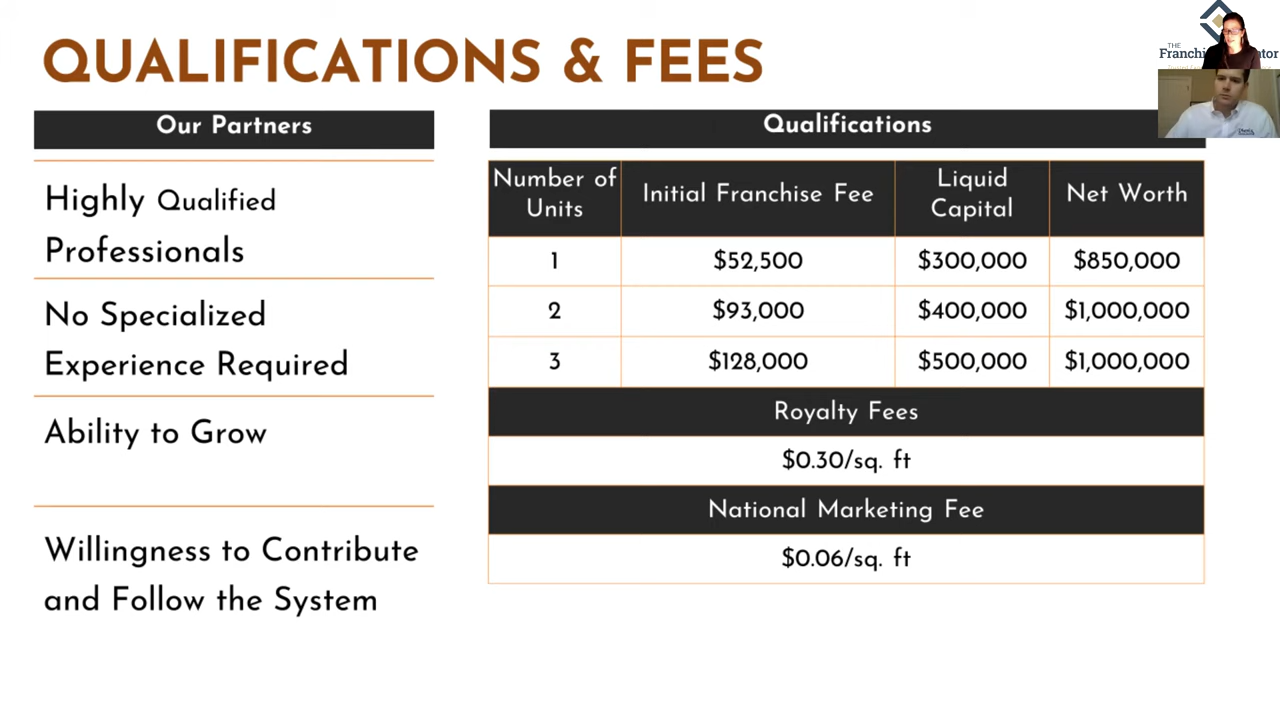 QUALIFICATIONS & FEES
THE
Our Partners
Highly Qualified
Professionals
No Specialized
Experience Required
Ability to Grow
Willingness to Contribute
and Follow the System
Qualifications
Number of Units Initial Franchise Fee Liquid Capital Net Worth
1 $52,500 $300,000 $850,000
2 $93,000 $400,000 $1,000,000
3 $128,000 $500,000 $1,000,000
Royalty Fees
$0.30/sq. ft
National Marketing Fee
$0.06/sq. ft